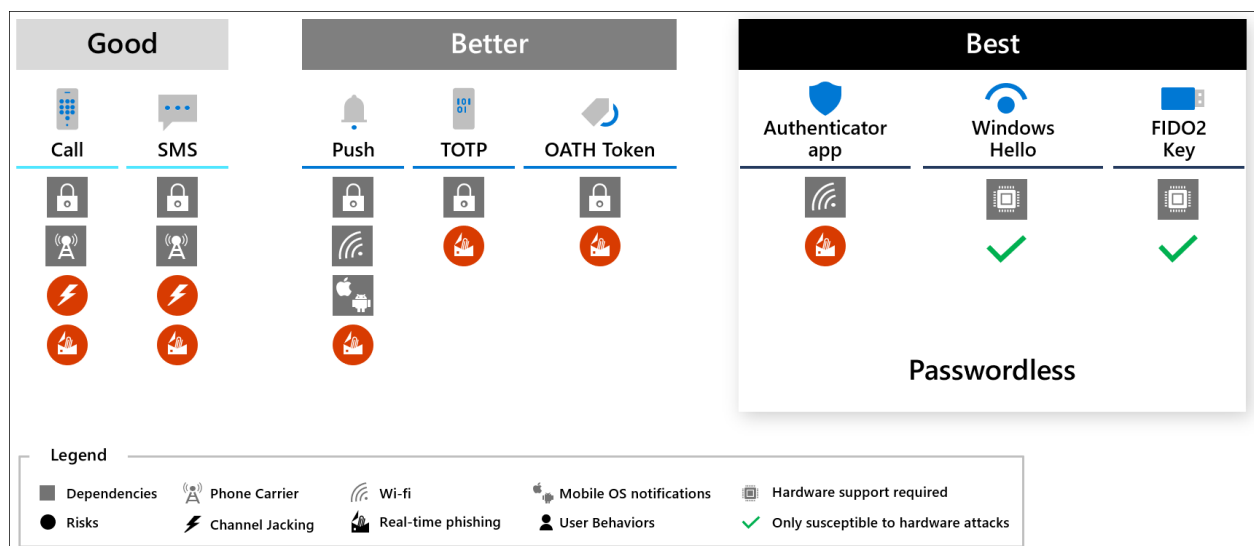 Good
Better
Best
Call
SMS
Push
TOTP
OATH Token
Authenticator
app
Windows
Hello
FIDO2
Key
Passwordless
Legend
Dependencies
Phone Carrier
Wi-fi
Mobile OS notifications
Hardware support required
Risks
Channel Jacking
Real-time phishing
User Behaviors
Only susceptible to hardware attacks